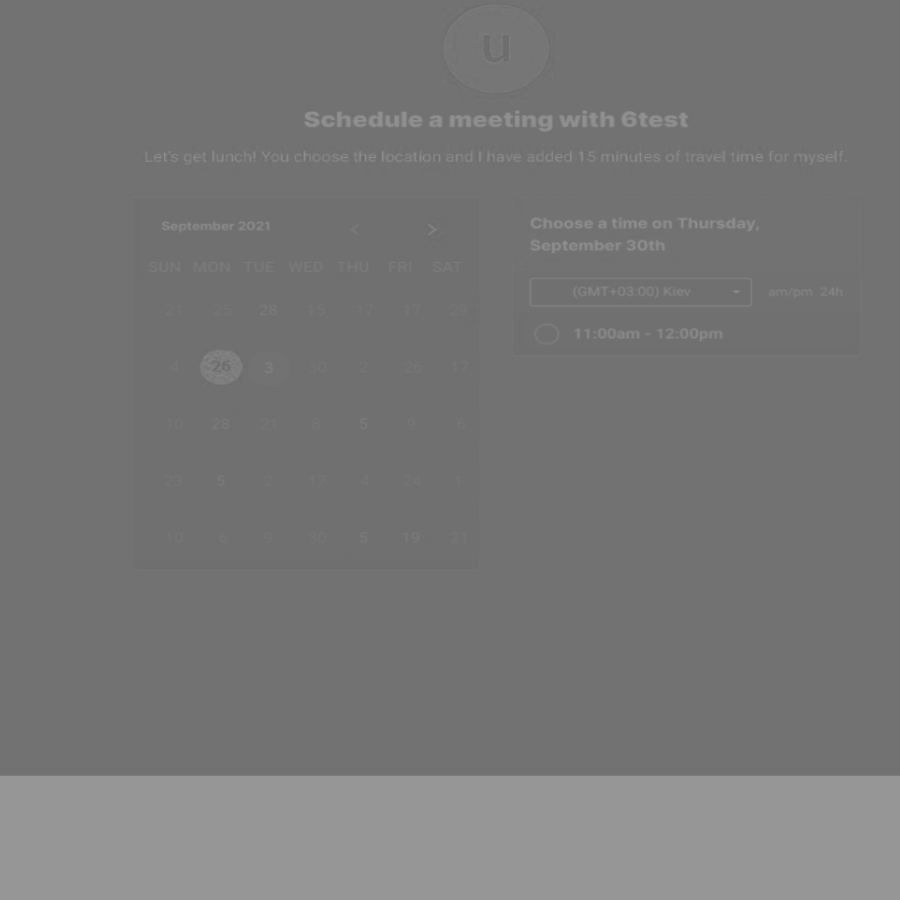 u
Schedule a meeting with 6test
Let's get lunch! You choose the location and I have added 15 minutes of travel time for myself.
September 2021 < >
SUN MON TUE WED THU FRI SAT
21 25 28 15 12 17 29
4 26 3 30 2 26 17
10 28 21 8 5 9 6
29 5 2 17 4 24 1
10 6 9 30 5 19 21
Choose a time on Thursday,
September 30th
(GMT+03:00) Kiev
am/pm 24h
11:00am - 12:00pm